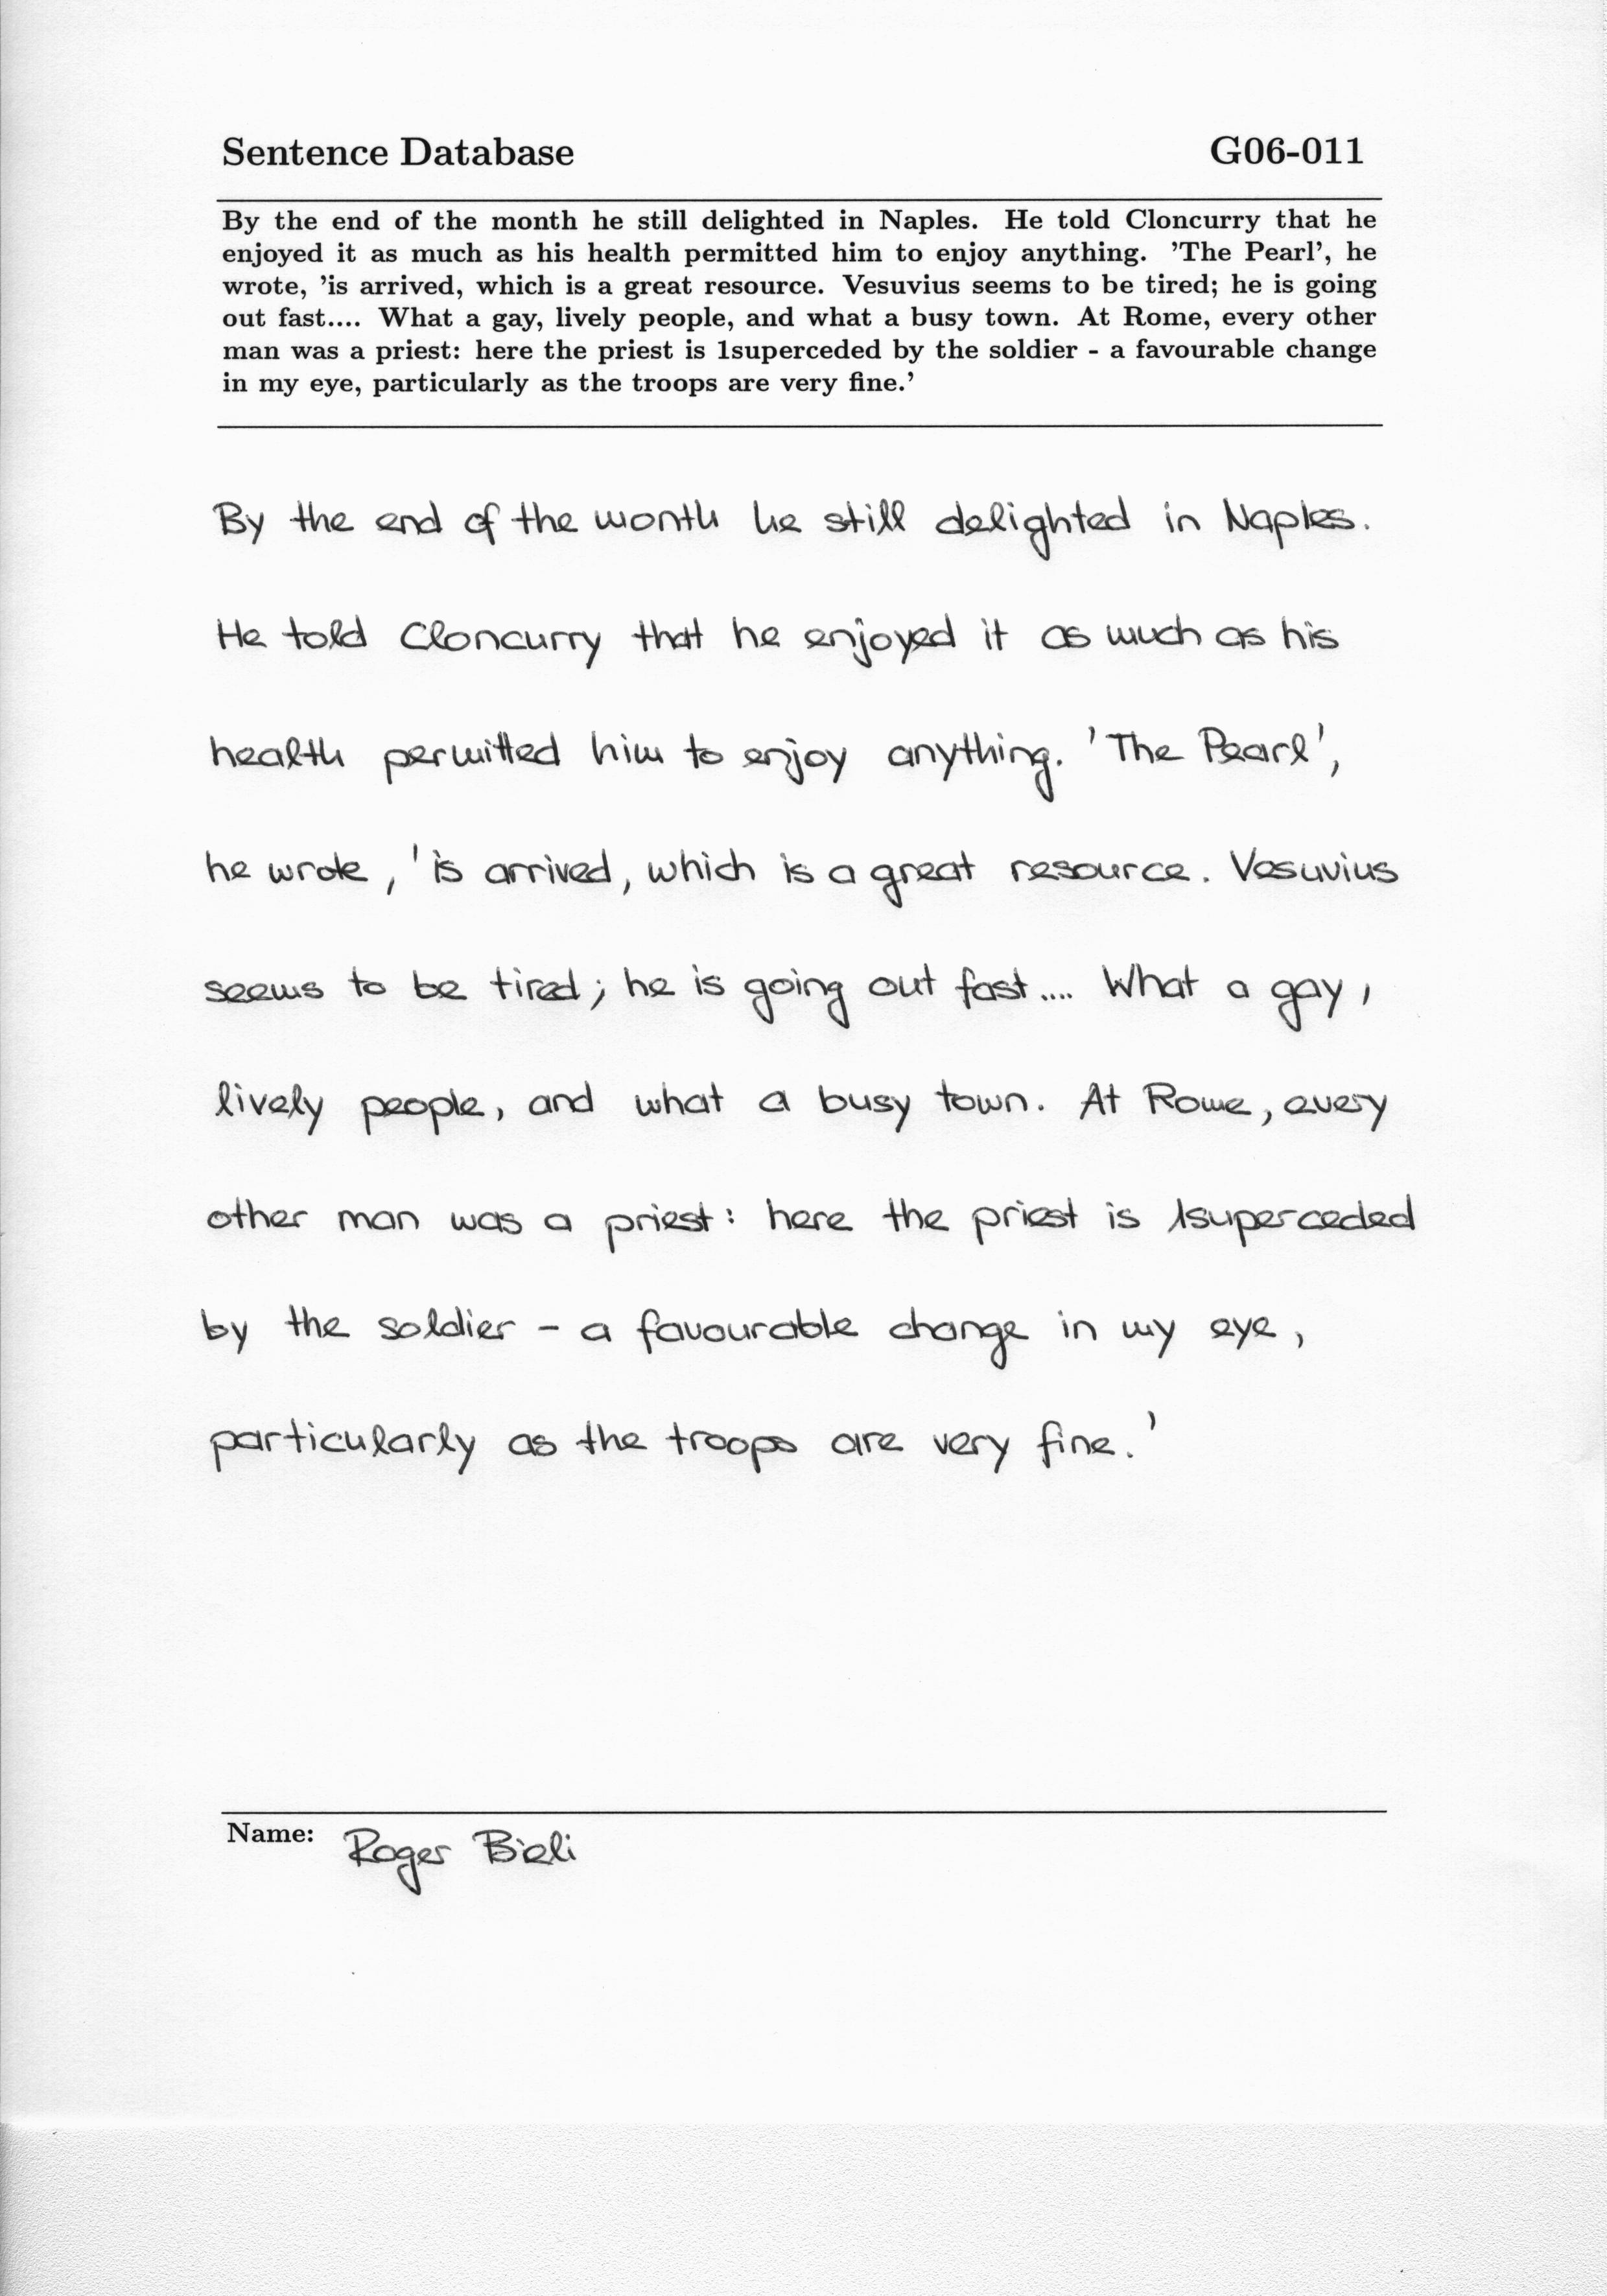 Sentence Database G06-011
By the end of the month he still delighted in Naples. He told Cloncurry that he
enjoyed it as much as his health permitted him to enjoy anything. 'The Pearl', he
wrote, 'is arrived, which is a great resource. Vesuvius seems to be tired; he is going
out fast.... What a gay, lively people, and what a busy town. At Rome, every other
man was a priest: here the priest is 1superceded by the soldier - a favourable change
in my eye, particularly as the troops are very fine.'
By the end of the month he still delighted in Naples.
He told Cloncurry that he enjoyed it as much as his
health permitted him to enjoy anything. 'The Pearl',
he wrote, 'is arrived, which is a great resource. Vesuvius
seems to be tired; he is going out fast.... What a gay,
lively people, and what a busy town. At Rome, every
other man was a priest: here the priest is 1superceded
by the soldier - a favourable change in my eye,
particularly as the troops are very fine.'
Name: Roger Bieli